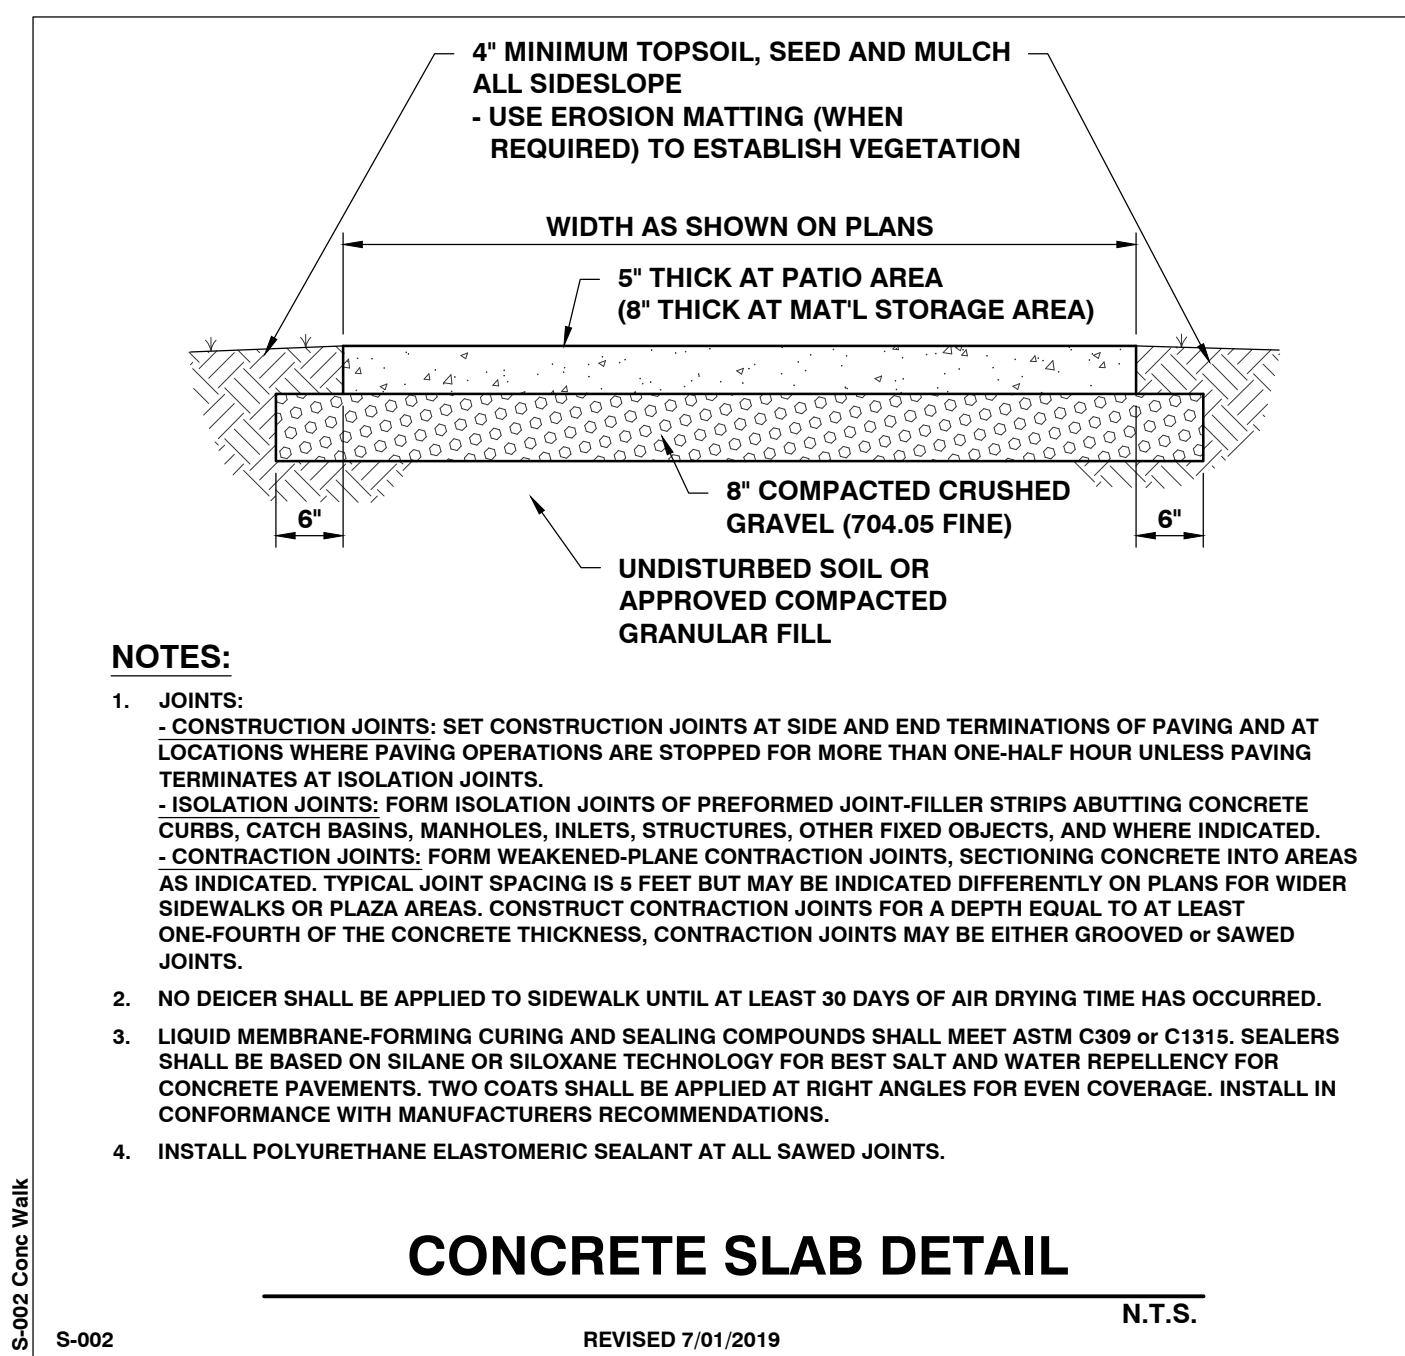 4" MINIMUM TOPSOIL, SEED AND MULCH
ALL SIDESLOPE
- USE EROSION MATTING (WHEN
REQUIRED) TO ESTABLISH VEGETATION
WIDTH AS SHOWN ON PLANS
5" THICK AT PATIO AREA
(8" THICK AT MAT'L STORAGE AREA)
8" COMPACTED CRUSHED
GRAVEL (704.05 FINE)
6"
6"
UNDISTURBED SOIL OR
APPROVED COMPACTED
GRANULAR FILL
NOTES:
1. JOINTS:
- CONSTRUCTION JOINTS: SET CONSTRUCTION JOINTS AT SIDE AND END TERMINATIONS OF PAVING AND AT
LOCATIONS WHERE PAVING OPERATIONS ARE STOPPED FOR MORE THAN ONE-HALF HOUR UNLESS PAVING
TERMINATES AT ISOLATION JOINTS.
- ISOLATION JOINTS: FORM ISOLATION JOINTS OF PREFORMED JOINT-FILLER STRIPS ABUTTING CONCRETE
CURBS, CATCH BASINS, MANHOLES, INLETS, STRUCTURES, OTHER FIXED OBJECTS, AND WHERE INDICATED.
- CONTRACTION JOINTS: FORM WEAKENED-PLANE CONTRACTION JOINTS, SECTIONING CONCRETE INTO AREAS
AS INDICATED. TYPICAL JOINT SPACING IS 5 FEET BUT MAY BE INDICATED DIFFERENTLY ON PLANS FOR WIDER
SIDEWALKS OR PLAZA AREAS. CONSTRUCT CONTRACTION JOINTS FOR A DEPTH EQUAL TO AT LEAST
ONE-FOURTH OF THE CONCRETE THICKNESS, CONTRACTION JOINTS MAY BE EITHER GROOVED or SAWED
JOINTS.
2. NO DEICER SHALL BE APPLIED TO SIDEWALK UNTIL AT LEAST 30 DAYS OF AIR DRYING TIME HAS OCCURRED.
3. LIQUID MEMBRANE-FORMING CURING AND SEALING COMPOUNDS SHALL MEET ASTM C309 or C1315. SEALERS
SHALL BE BASED ON SILANE OR SILOXANE TECHNOLOGY FOR BEST SALT AND WATER REPELLENCY FOR
CONCRETE PAVEMENTS. TWO COATS SHALL BE APPLIED AT RIGHT ANGLES FOR EVEN COVERAGE. INSTALL IN
CONFORMANCE WITH MANUFACTURERS RECOMMENDATIONS.
4. INSTALL POLYURETHANE ELASTOMERIC SEALANT AT ALL SAWED JOINTS.
CONCRETE SLAB DETAIL
N.T.S.
S-002 Conc Walk
S-002
REVISED 7/01/2019